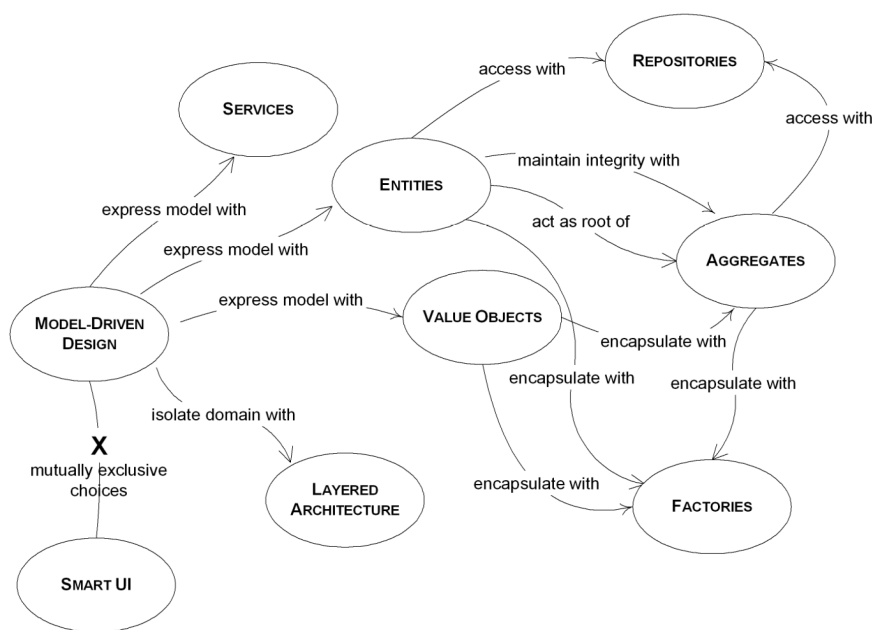 REPOSITORIES
access with
SERVICES
access with
maintain integrity with
ENTITIES
express model with
act as root of
express model with
AGGREGATES
express model with
VALUE OBJECTS
MODEL-DRIVEN
DESIGN
encapsulate with
encapsulate with
encapsulate with
isolate domain with
X
mutually exclusive
choices
encapsulate with
LAYERED
ARCHITECTURE
FACTORIES
SMART UI